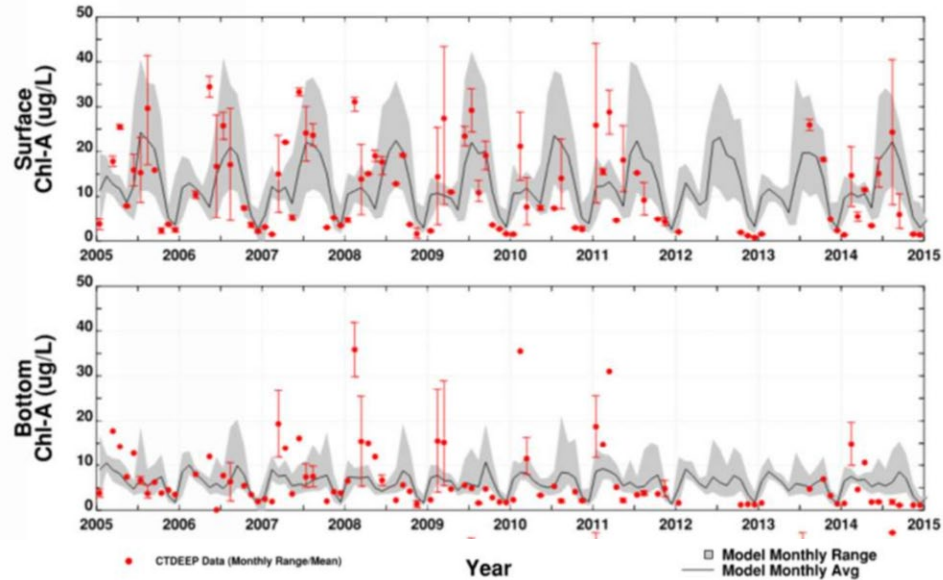 50
40
30
20
10
0
Surface
Chl-A (ug/L)
2005 2006 2007 2008 2009 2010 2011 2012 2013 2014 2015
50
40
30
20
10
0
Bottom
Chl-A (ug/L)
2005 2006 2007 2008 2009 2010 2011 2012 2013 2014 2015
CTDEEP Data (Monthly Range/Mean)
Year
Model Monthly Range
Model Monthly Avg